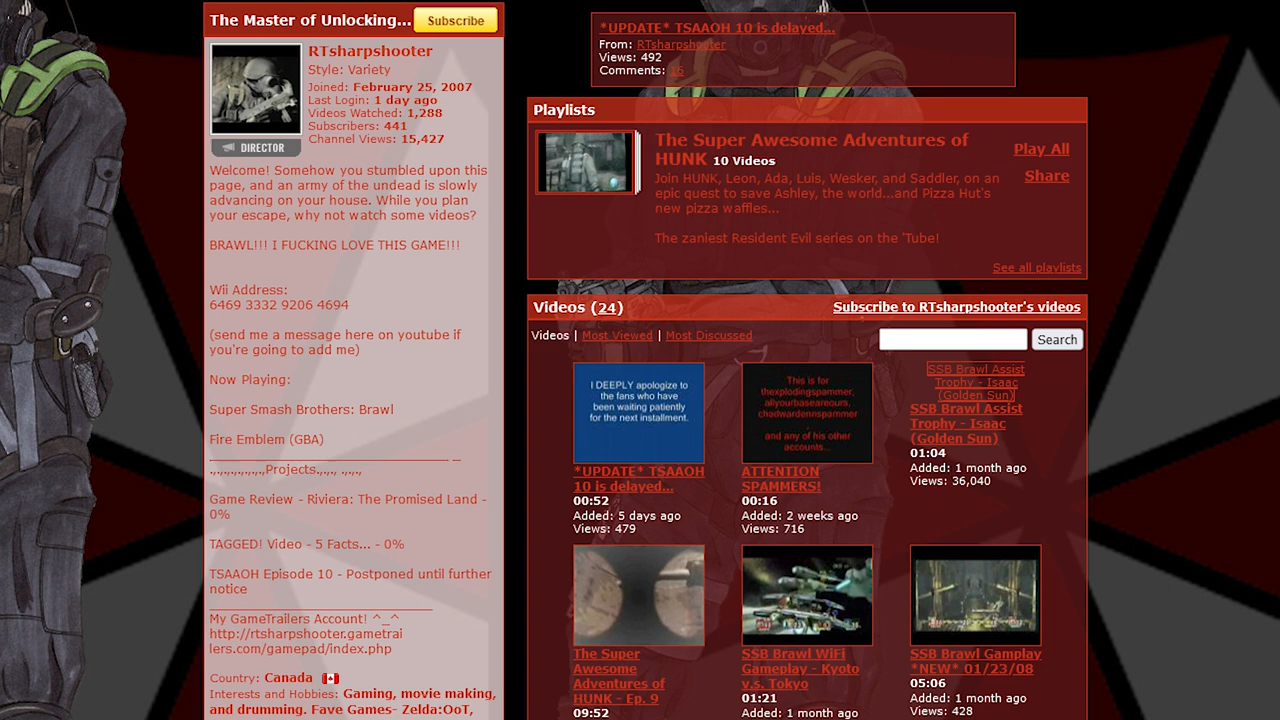 The Master of Unlocking...
Subscribe
RTsharpshooter
Style: Variety
Joined: February 25, 2007
Last Login: 1 day ago
Videos Watched: 1,288
Subscribers: 441
Channel Views: 15,427
DIRECTOR
Welcome! Somehow you stumbled upon this
page, and an army of the undead is slowly
advancing on your house. While you plan
your escape, why not watch some videos?
BRAWL!!! I FUCKING LOVE THIS GAME!!!
Wii Address:
6469 3332 9206 4694
(send me a message here on youtube if
you're going to add me)
Now Playing:
Super Smash Brothers: Brawl
Fire Emblem (GBA)
__________________________________ _
.,.,.,.,.,.,.,.,Projects.,.,., .,.,.,
Game Review - Riviera: The Promised Land -
0%
TAGGED! Video - 5 Facts... - 0%
TSAAOH Episode 10 - Postponed until further
notice
________________________________
My GameTrailers Account! ^_^
http://rtsharpshooter.gametrai
lers.com/gamepad/index.php
Country: Canada
Interests and Hobbies: Gaming, movie making,
and drumming. Fave Games- Zelda:OoT,
*UPDATE* TSAAOH 10 is delayed...
From: RTsharpshooter
Views: 492
Comments: 16
Playlists
The Super Awesome Adventures of
HUNK 10 Videos
Play All
Share
Join HUNK, Leon, Ada, Luis, Wesker, and Saddler, on an
epic quest to save Ashley, the world...and Pizza Hut's
new pizza waffles...
The zaniest Resident Evil series on the 'Tube!
See all playlists
Videos (24)
Subscribe to RTsharpshooter's videos
Videos | Most Viewed | Most Discussed
Search
I DEEPLY apologize to
the fans who have
been waiting patiently
for the next installment.
*UPDATE* TSAAOH
10 is delayed...
00:52
Added: 5 days ago
Views: 479
This is for
thexplodingspammer,
allyourbaseareours,
chadwardennspammer
,
and any of his other
accounts...
ATTENTION
SPAMMERS!
00:16
Added: 2 weeks ago
Views: 716
SSB Brawl Assist
Trophy - Isaac
(Golden Sun)
SSB Brawl Assist
Trophy - Isaac
(Golden Sun)
01:04
Added: 1 month ago
Views: 36,040
The Super
Awesome
Adventures of
HUNK - Ep. 9
09:52
SSB Brawl WiFi
Gameplay - Kyoto
v.s. Tokyo
01:21
Added: 1 month ago
SSB Brawl Gamplay
*NEW* 01/23/08
05:06
Added: 1 month ago
Views: 428